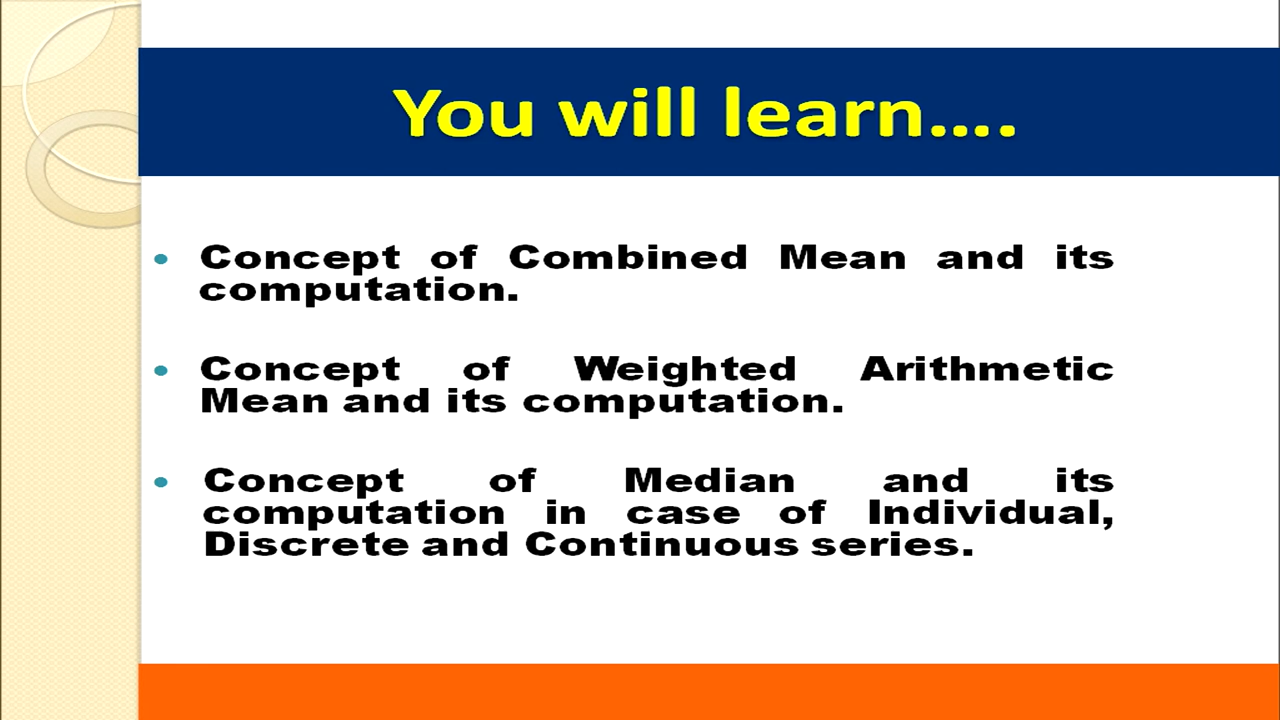 You will learn....
• Concept of Combined Mean and its
computation.
• Concept of Weighted Arithmetic
Mean and its computation.
• Concept of Median and its
computation in case of Individual,
Discrete and Continuous series.